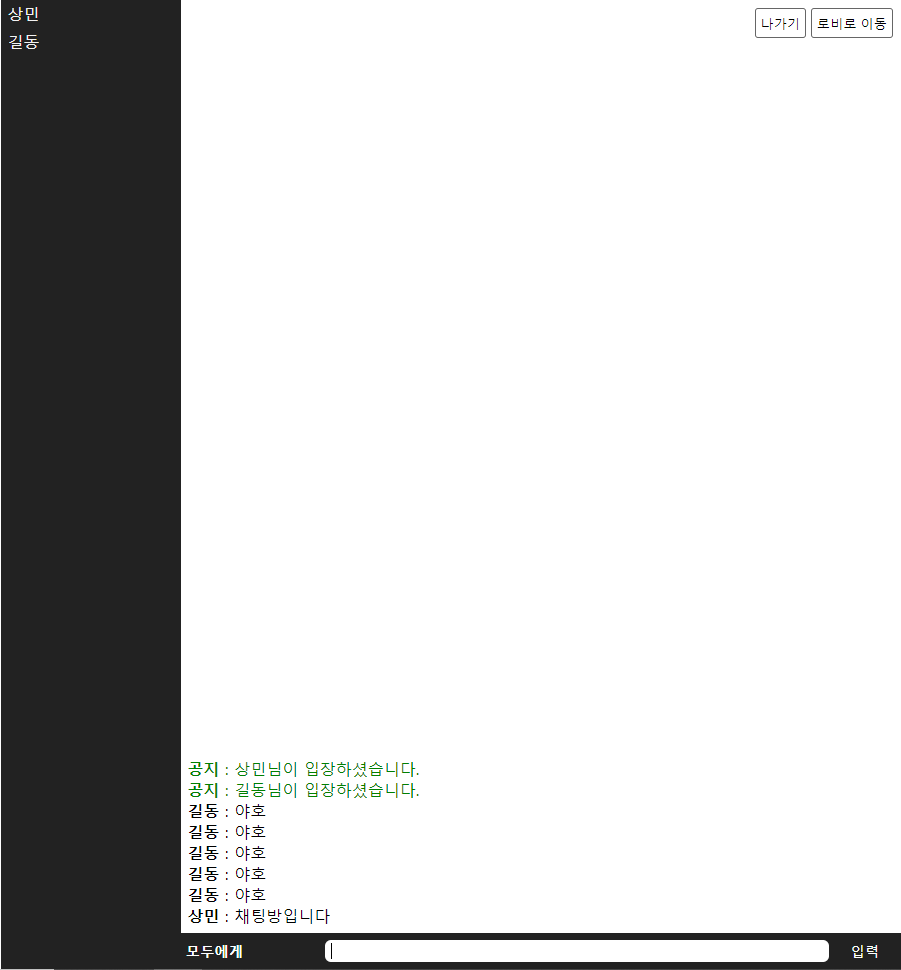 상민
길동
나가기 로비로 이동
공지 : 상민님이 입장하셨습니다.
공지 : 길동님이 입장하셨습니다.
길동 : 야호
길동 : 야호
길동 : 야호
길동 : 야호
길동 : 야호
상민 : 채팅방입니다
모두에게 입력